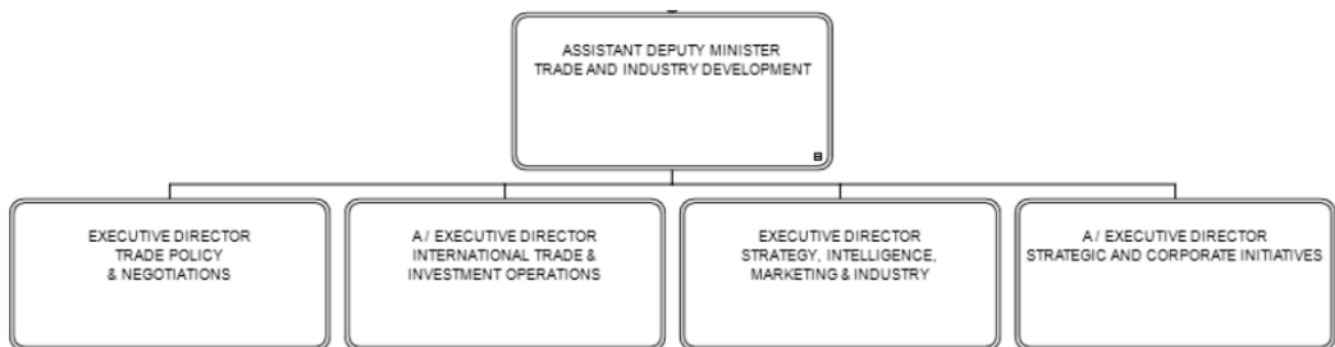 ASSISTANT DEPUTY MINISTER
TRADE AND INDUSTRY DEVELOPMENT
EXECUTIVE DIRECTOR
TRADE POLICY
& NEGOTIATIONS
A / EXECUTIVE DIRECTOR
INTERNATIONAL TRADE &
INVESTMENT OPERATIONS
EXECUTIVE DIRECTOR
STRATEGY, INTELLIGENCE,
MARKETING & INDUSTRY
A / EXECUTIVE DIRECTOR
STRATEGIC AND CORPORATE INITIATIVES